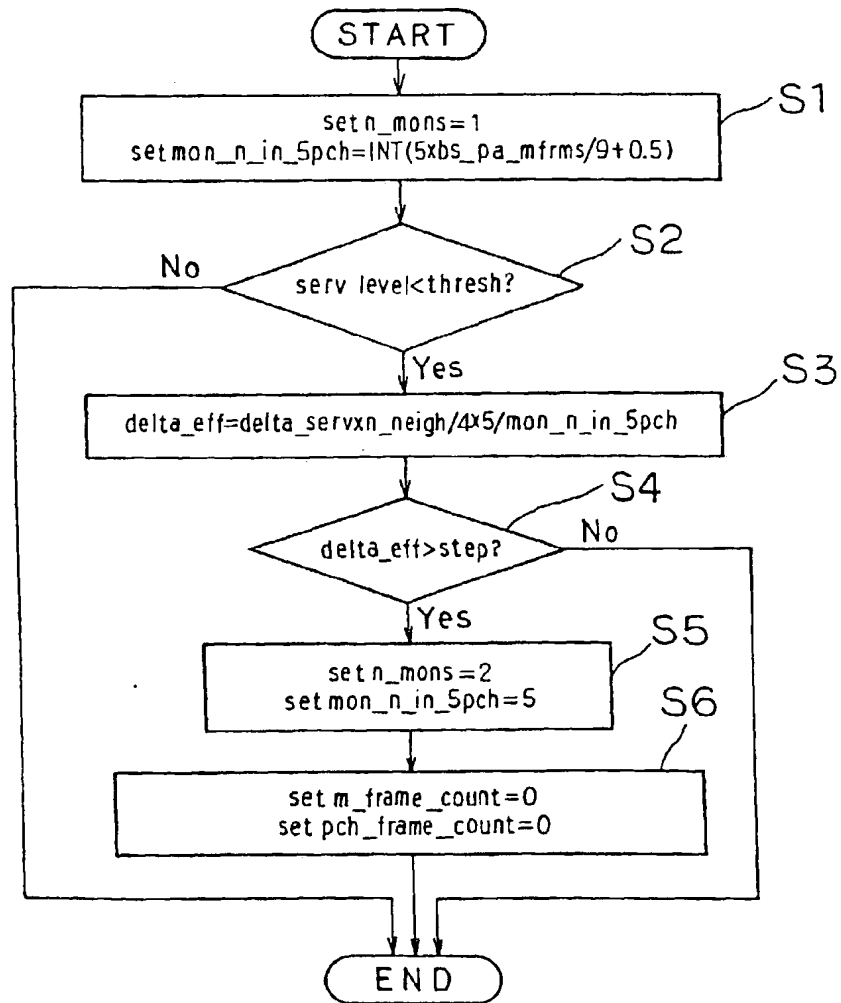 START
S1
set n_mons=1
set mon_n_in_5pch=INT(5xbs_pa_mfrms/9+0.5)
S2
No
serv level<thresh?
Yes
S3
delta_eff=delta_servxn_neigh/4x5/mon_n_in_5pch
S4
No
delta_eff>step?
Yes
S5
set n_mons=2
set mon_n_in_5pch=5
S6
set m_frame_count=0
set pch_frame_count=0
END